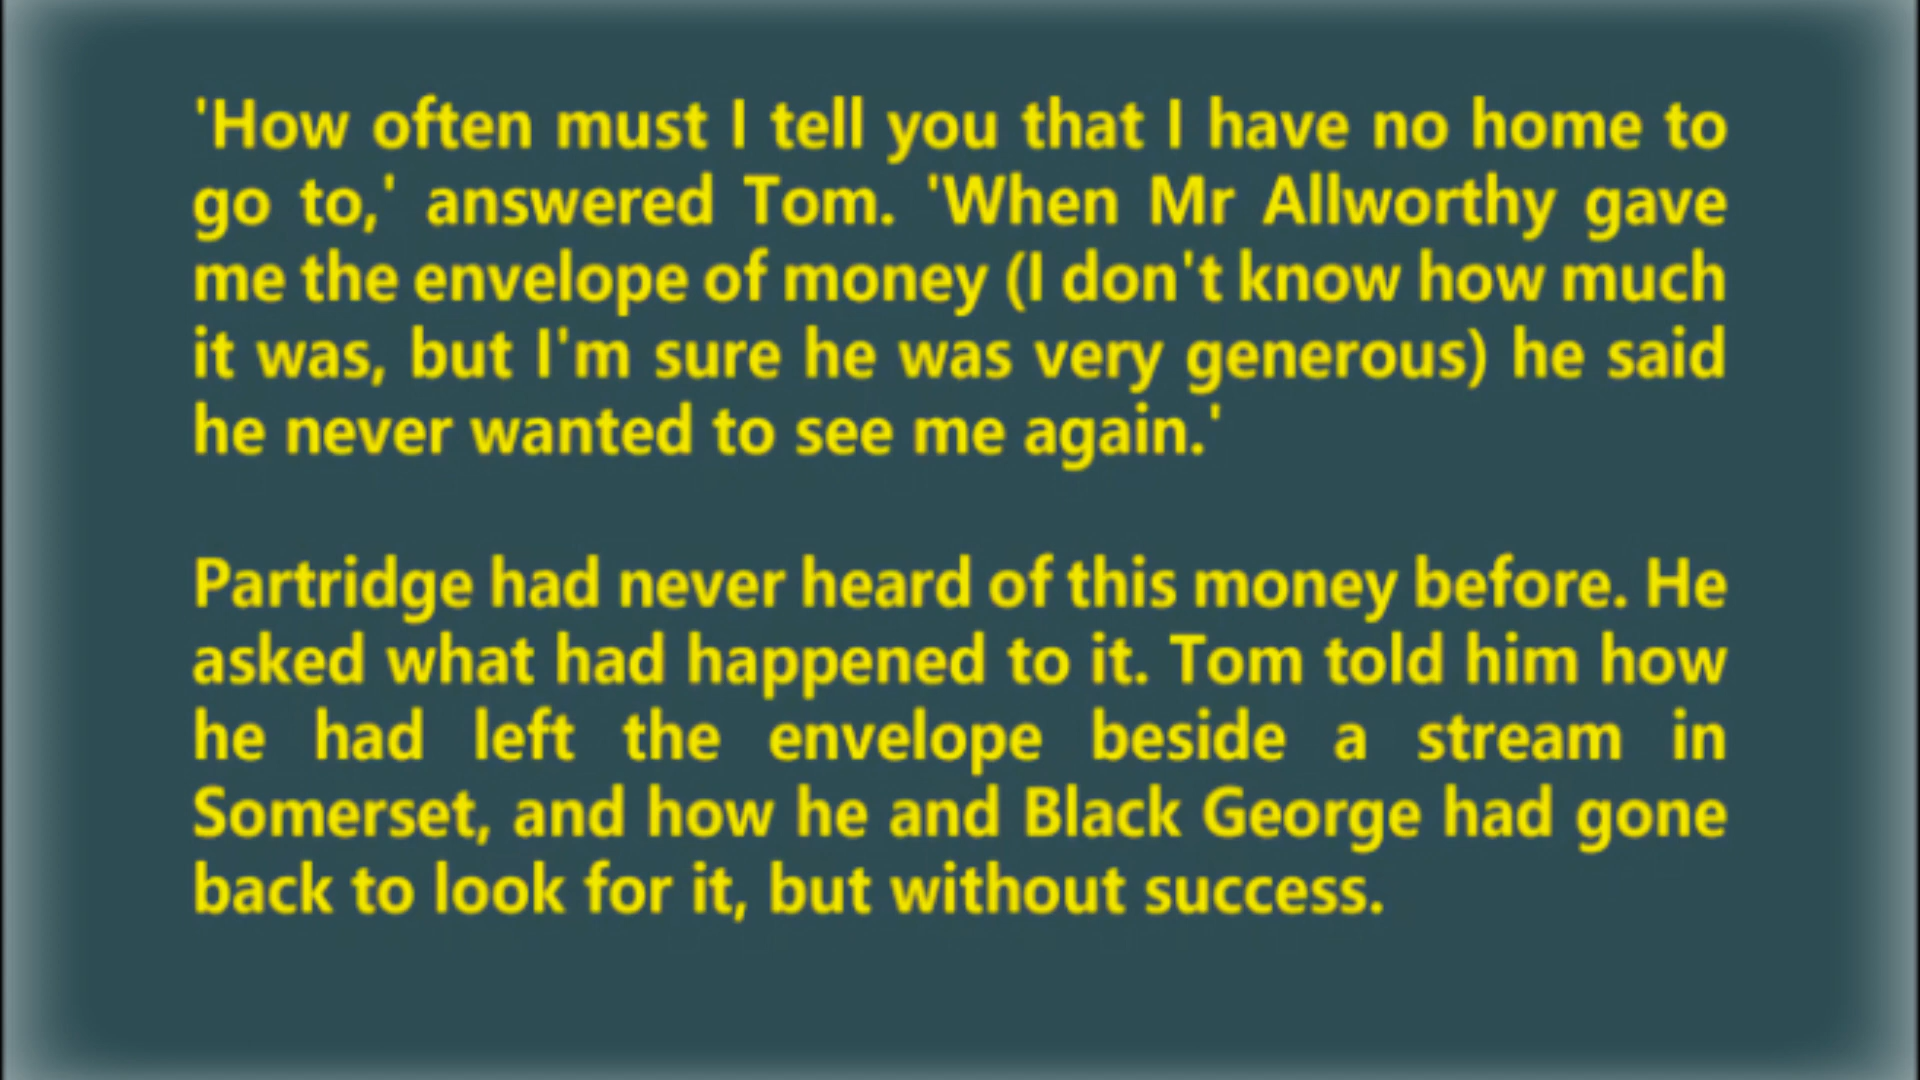 'How often must I tell you that I have no home to
go to,' answered Tom. 'When Mr Allworthy gave
me the envelope of money (I don't know how much
it was, but I'm sure he was very generous) he said
he never wanted to see me again.'
Partridge had never heard of this money before. He
asked what had happened to it. Tom told him how
he had left the envelope beside a stream in
Somerset, and how he and Black George had gone
back to look for it, but without success.